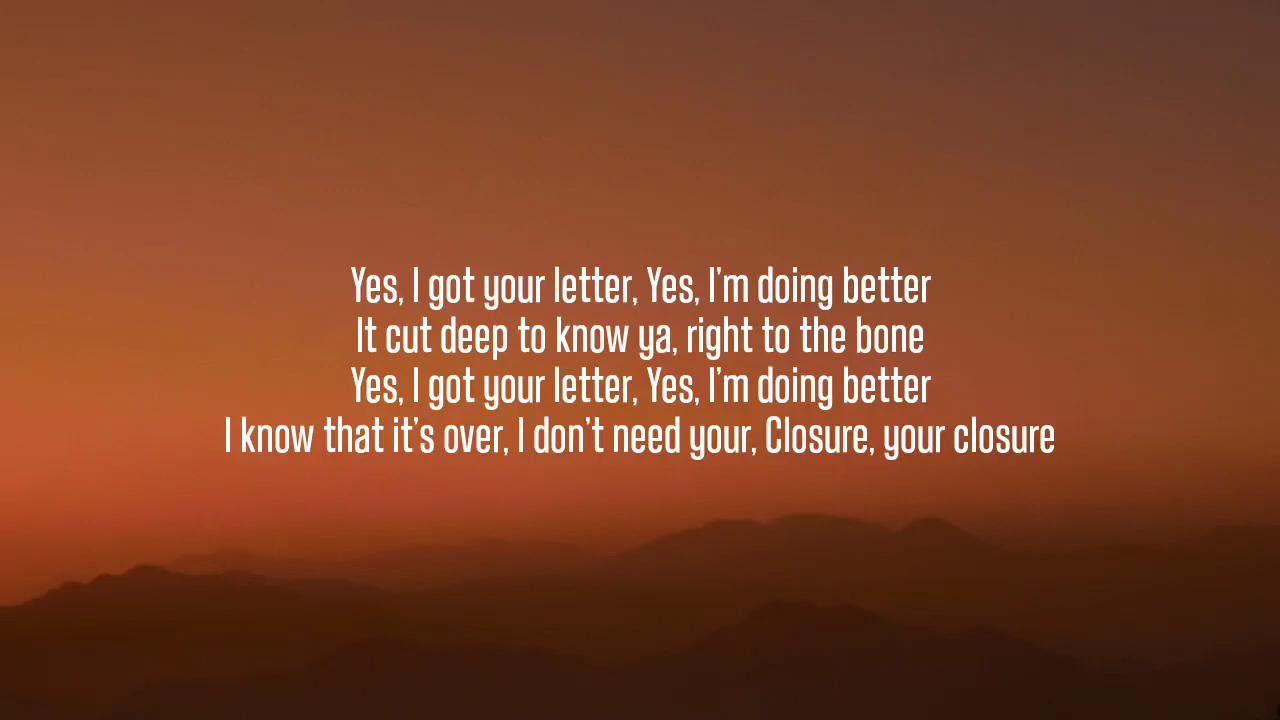 Yes, I got your letter, Yes, I'm doing better
It cut deep to know ya, right to the bone
Yes, I got your letter, Yes, I'm doing better
I know that it's over, I don't need your, Closure, your closure